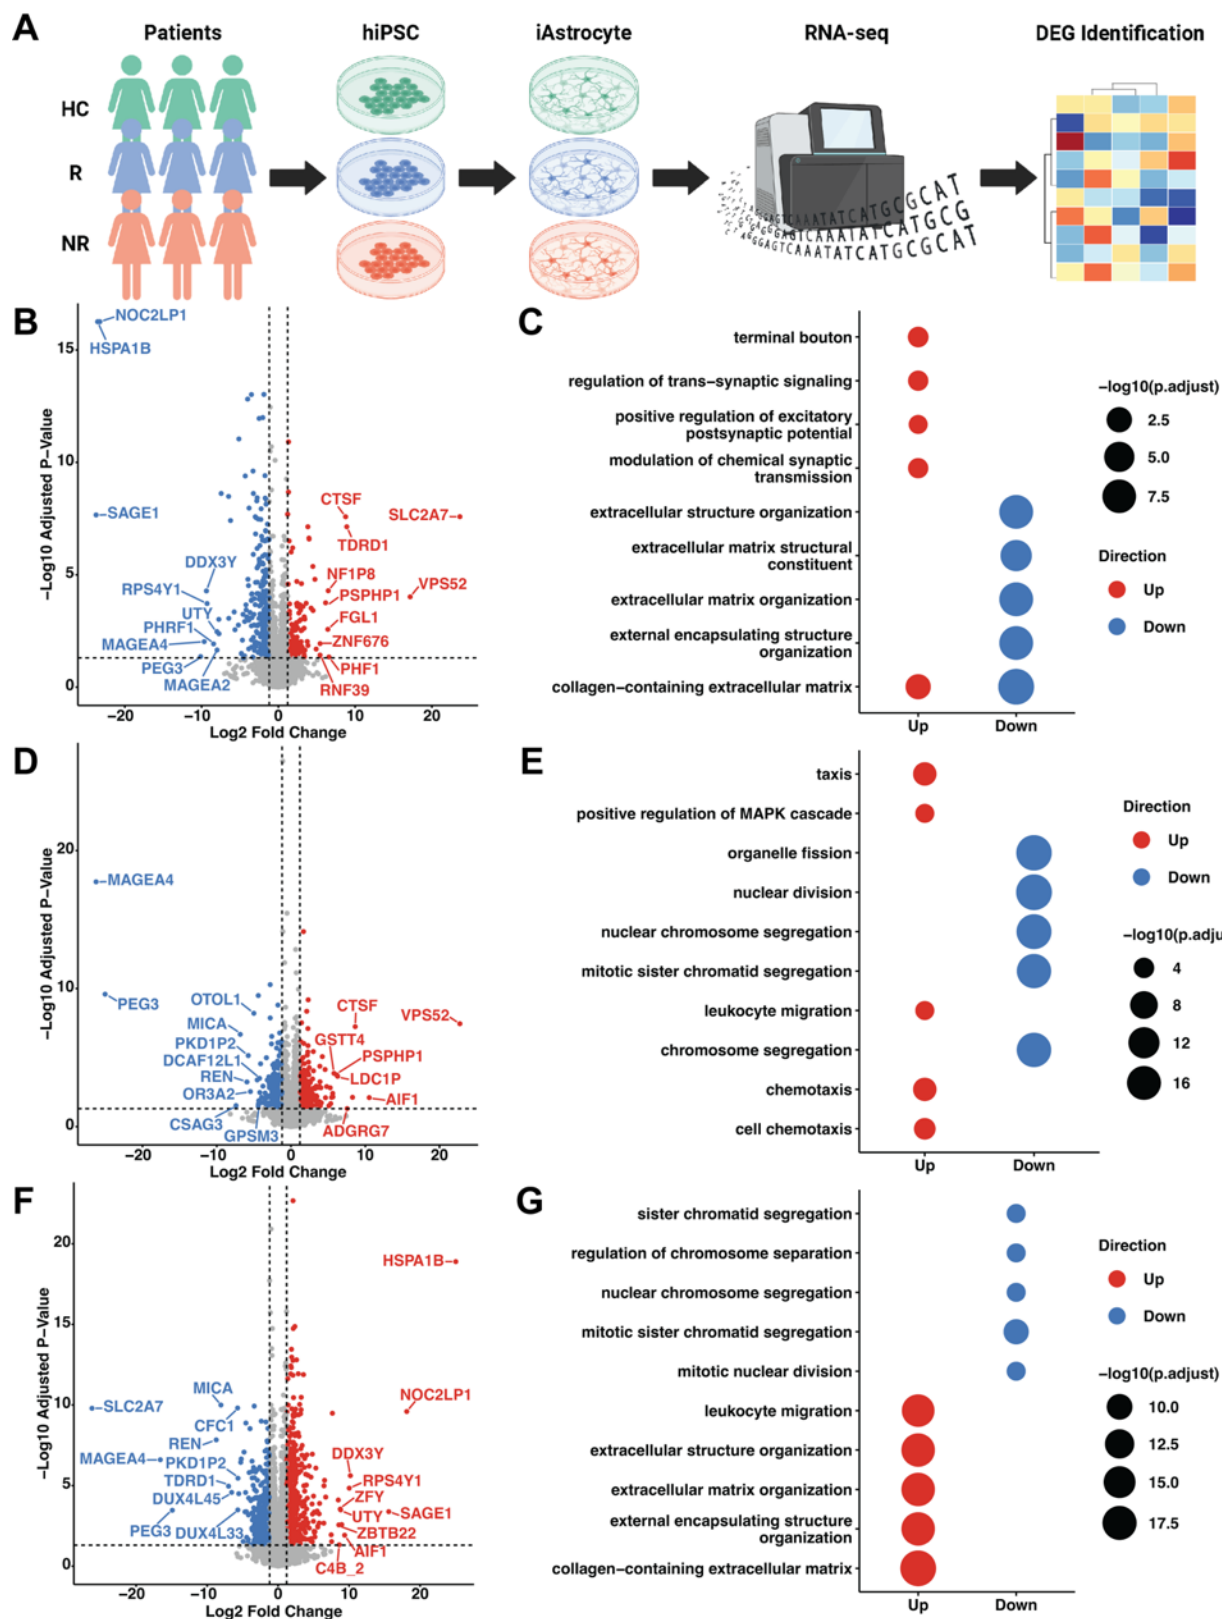 A
Patients
hiPSC
iAstrocyte
RNA-seq
DEG Identification
HC
R
NR
GGGAGTCAAATATCATGCGCAT
B
NOC2LP1
HSPA1B
SAGE1
DDX3Y
RPS4Y1
UTY
PHRF1
MAGEA4
PEG3
MAGEA2
CTSF
SLC2A7
TDRD1
NF1P8
VPS52
PSPHP1
FGL1
ZNF676
PHF1
RNF39
15
10
5
0
−20
−10
0
10
20
−Log10 Adjusted P−Value
Log2 Fold Change
C
terminal bouton
regulation of trans−synaptic signaling
positive regulation of excitatory
postsynaptic potential
modulation of chemical synaptic
transmission
extracellular structure organization
extracellular matrix structural
constituent
extracellular matrix organization
external encapsulating structure
organization
collagen−containing extracellular matrix
Up
Down
−log10(p.adjust)
2.5
5.0
7.5
Direction
Up
Down
D
MAGEA4
PEG3
OTOL1
MICA
PKD1P2
DCAF12L1
REN
OR3A2
CSAG3
GPSM3
CTSF
VPS52
GSTT4
PSPHP1
LDC1P
AIF1
ADGRG7
20
10
0
−20
−10
0
10
20
−Log10 Adjusted P−Value
Log2 Fold Change
E
taxis
positive regulation of MAPK cascade
organelle fission
nuclear division
nuclear chromosome segregation
mitotic sister chromatid segregation
leukocyte migration
chromosome segregation
chemotaxis
cell chemotaxis
Up
Down
Direction
Up
Down
−log10(p.adju
4
8
12
16
F
HSPA1B
NOC2LP1
SLC2A7
MICA
CFC1
REN
MAGEA4
PKD1P2
TDRD1
DUX4L45
PEG3
DUX4L33
DDX3Y
RPS4Y1
ZFY
UTY
SAGE1
ZBTB22
AIF1
C4B_2
20
15
10
5
0
−20
−10
0
10
20
−Log10 Adjusted P−Value
Log2 Fold Change
G
sister chromatid segregation
regulation of chromosome separation
nuclear chromosome segregation
mitotic sister chromatid segregation
mitotic nuclear division
leukocyte migration
extracellular structure organization
extracellular matrix organization
external encapsulating structure
organization
collagen−containing extracellular matrix
Up
Down
Direction
Up
Down
−log10(p.adjust)
10.0
12.5
15.0
17.5